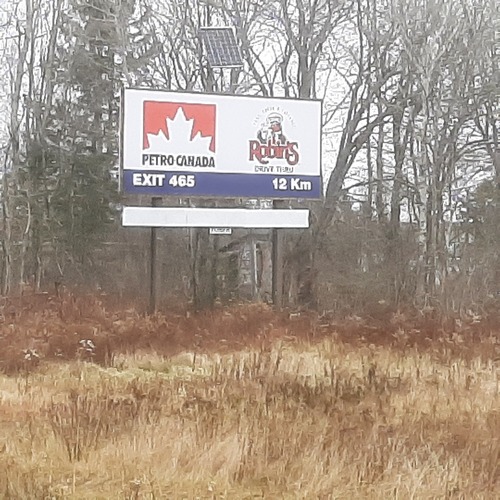 PETRO CANADA
Robin's
DRIVE THRU
EXIT 465
12 Km